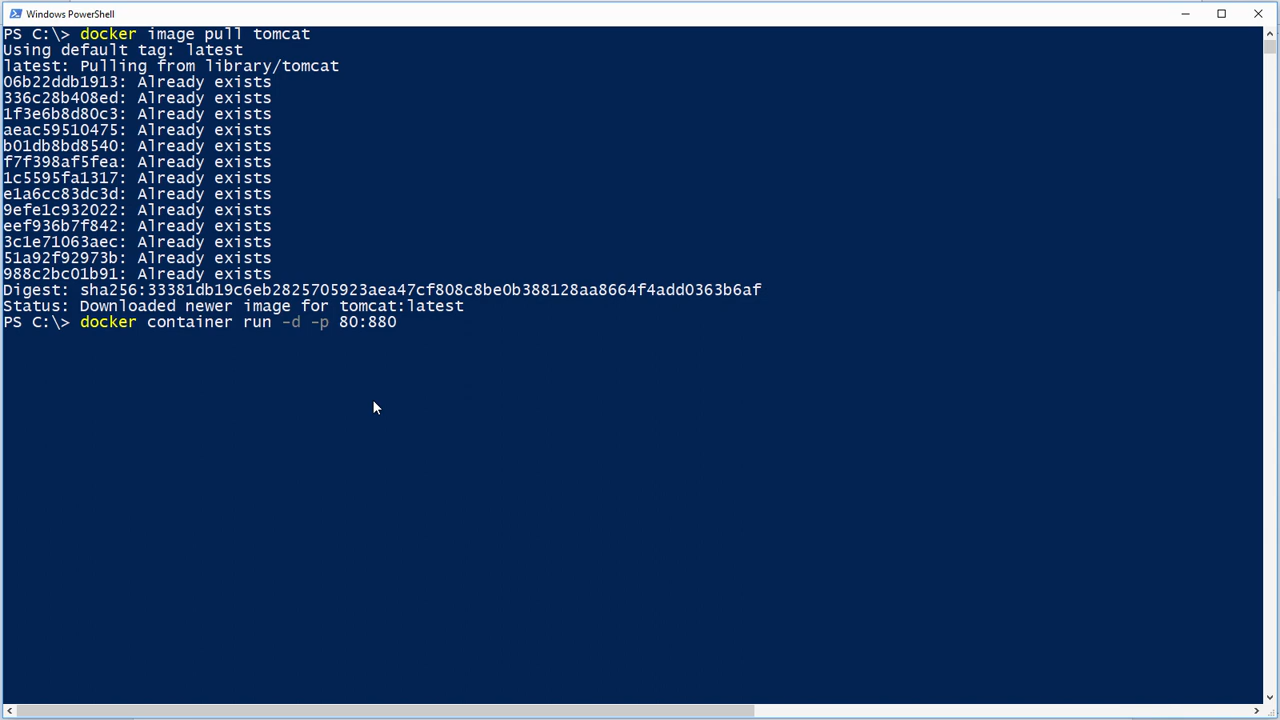 Windows PowerShell
PS C:\> docker image pull tomcat
Using default tag: latest
latest: Pulling from library/tomcat
06b22ddb1913: Already exists
336c28b408ed: Already exists
1f3e6b8d80c3: Already exists
aeac59510475: Already exists
b01db8bd8540: Already exists
f7f398af5fea: Already exists
1c5595fa1317: Already exists
e1a6cc83dc3d: Already exists
9efe1c932022: Already exists
eef936b7f842: Already exists
3c1e71063aec: Already exists
51a92f92973b: Already exists
988c2bc01b91: Already exists
Digest: sha256:33381db19c6eb2825705923aea47cf808c8be0b388128aa8664f4add0363b6af
Status: Downloaded newer image for tomcat:latest
PS C:\> docker container run -d -p 80:880